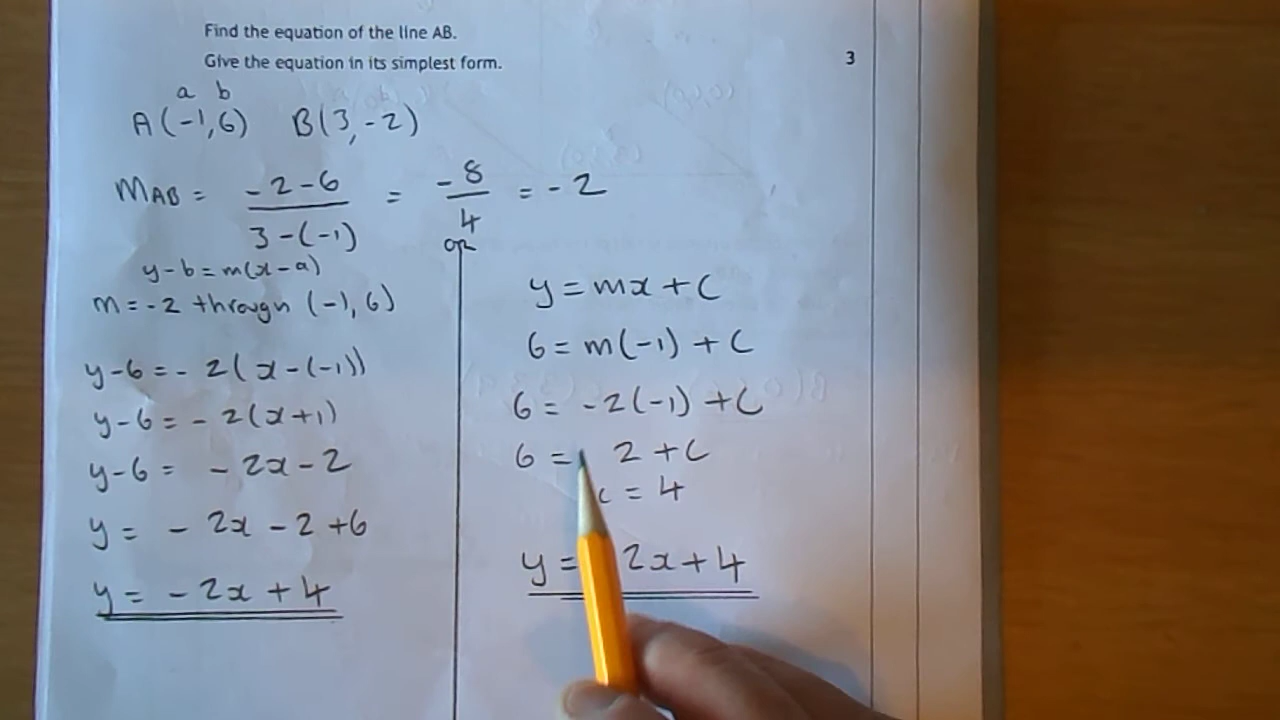 Find the equation of the line AB.
Give the equation in its simplest form.
3
a b
A(-1,6) B(3,-2)
MAB = -2-6 / 3-(-1) = -8/4 = -2
or
y-b=m(x-a)
m=-2 through (-1,6)
y-6=-2(x-(-1))
y-6=-2(x+1)
y-6= -2x-2
y= -2x-2+6
y= -2x+4
y=mx+C
6=m(-1)+C
6=-2(-1)+C
6= 2+C
c=4
y= 2x+4